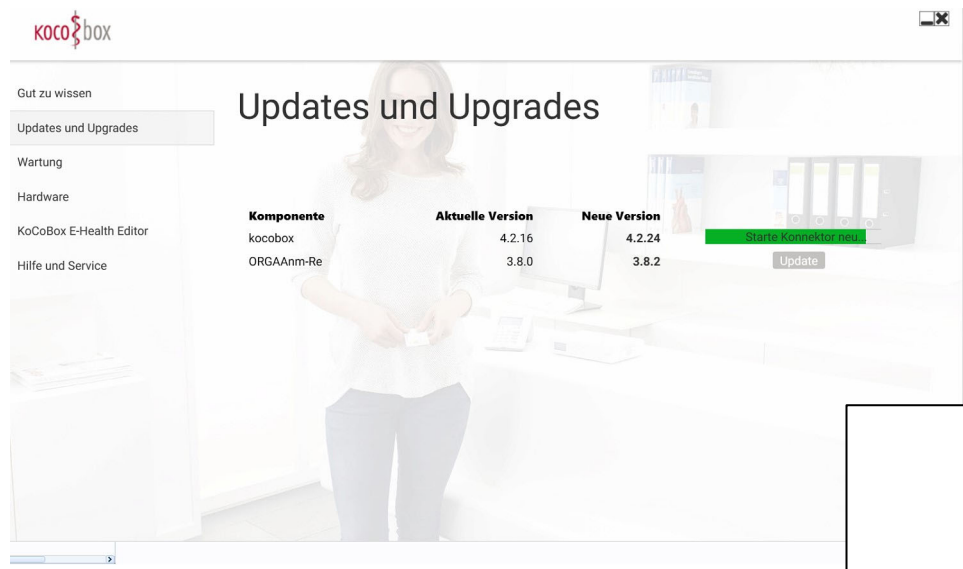 KOCO box
Gut zu wissen
Updates und Upgrades
Wartung
Hardware
KoCoBox E-Health Editor
Hilfe und Service
Updates und Upgrades
Komponente Aktuelle Version Neue Version
kocobox 4.2.16 4.2.24 Starte Konnektor neu...
ORGAAnm-Re 3.8.0 3.8.2 Update